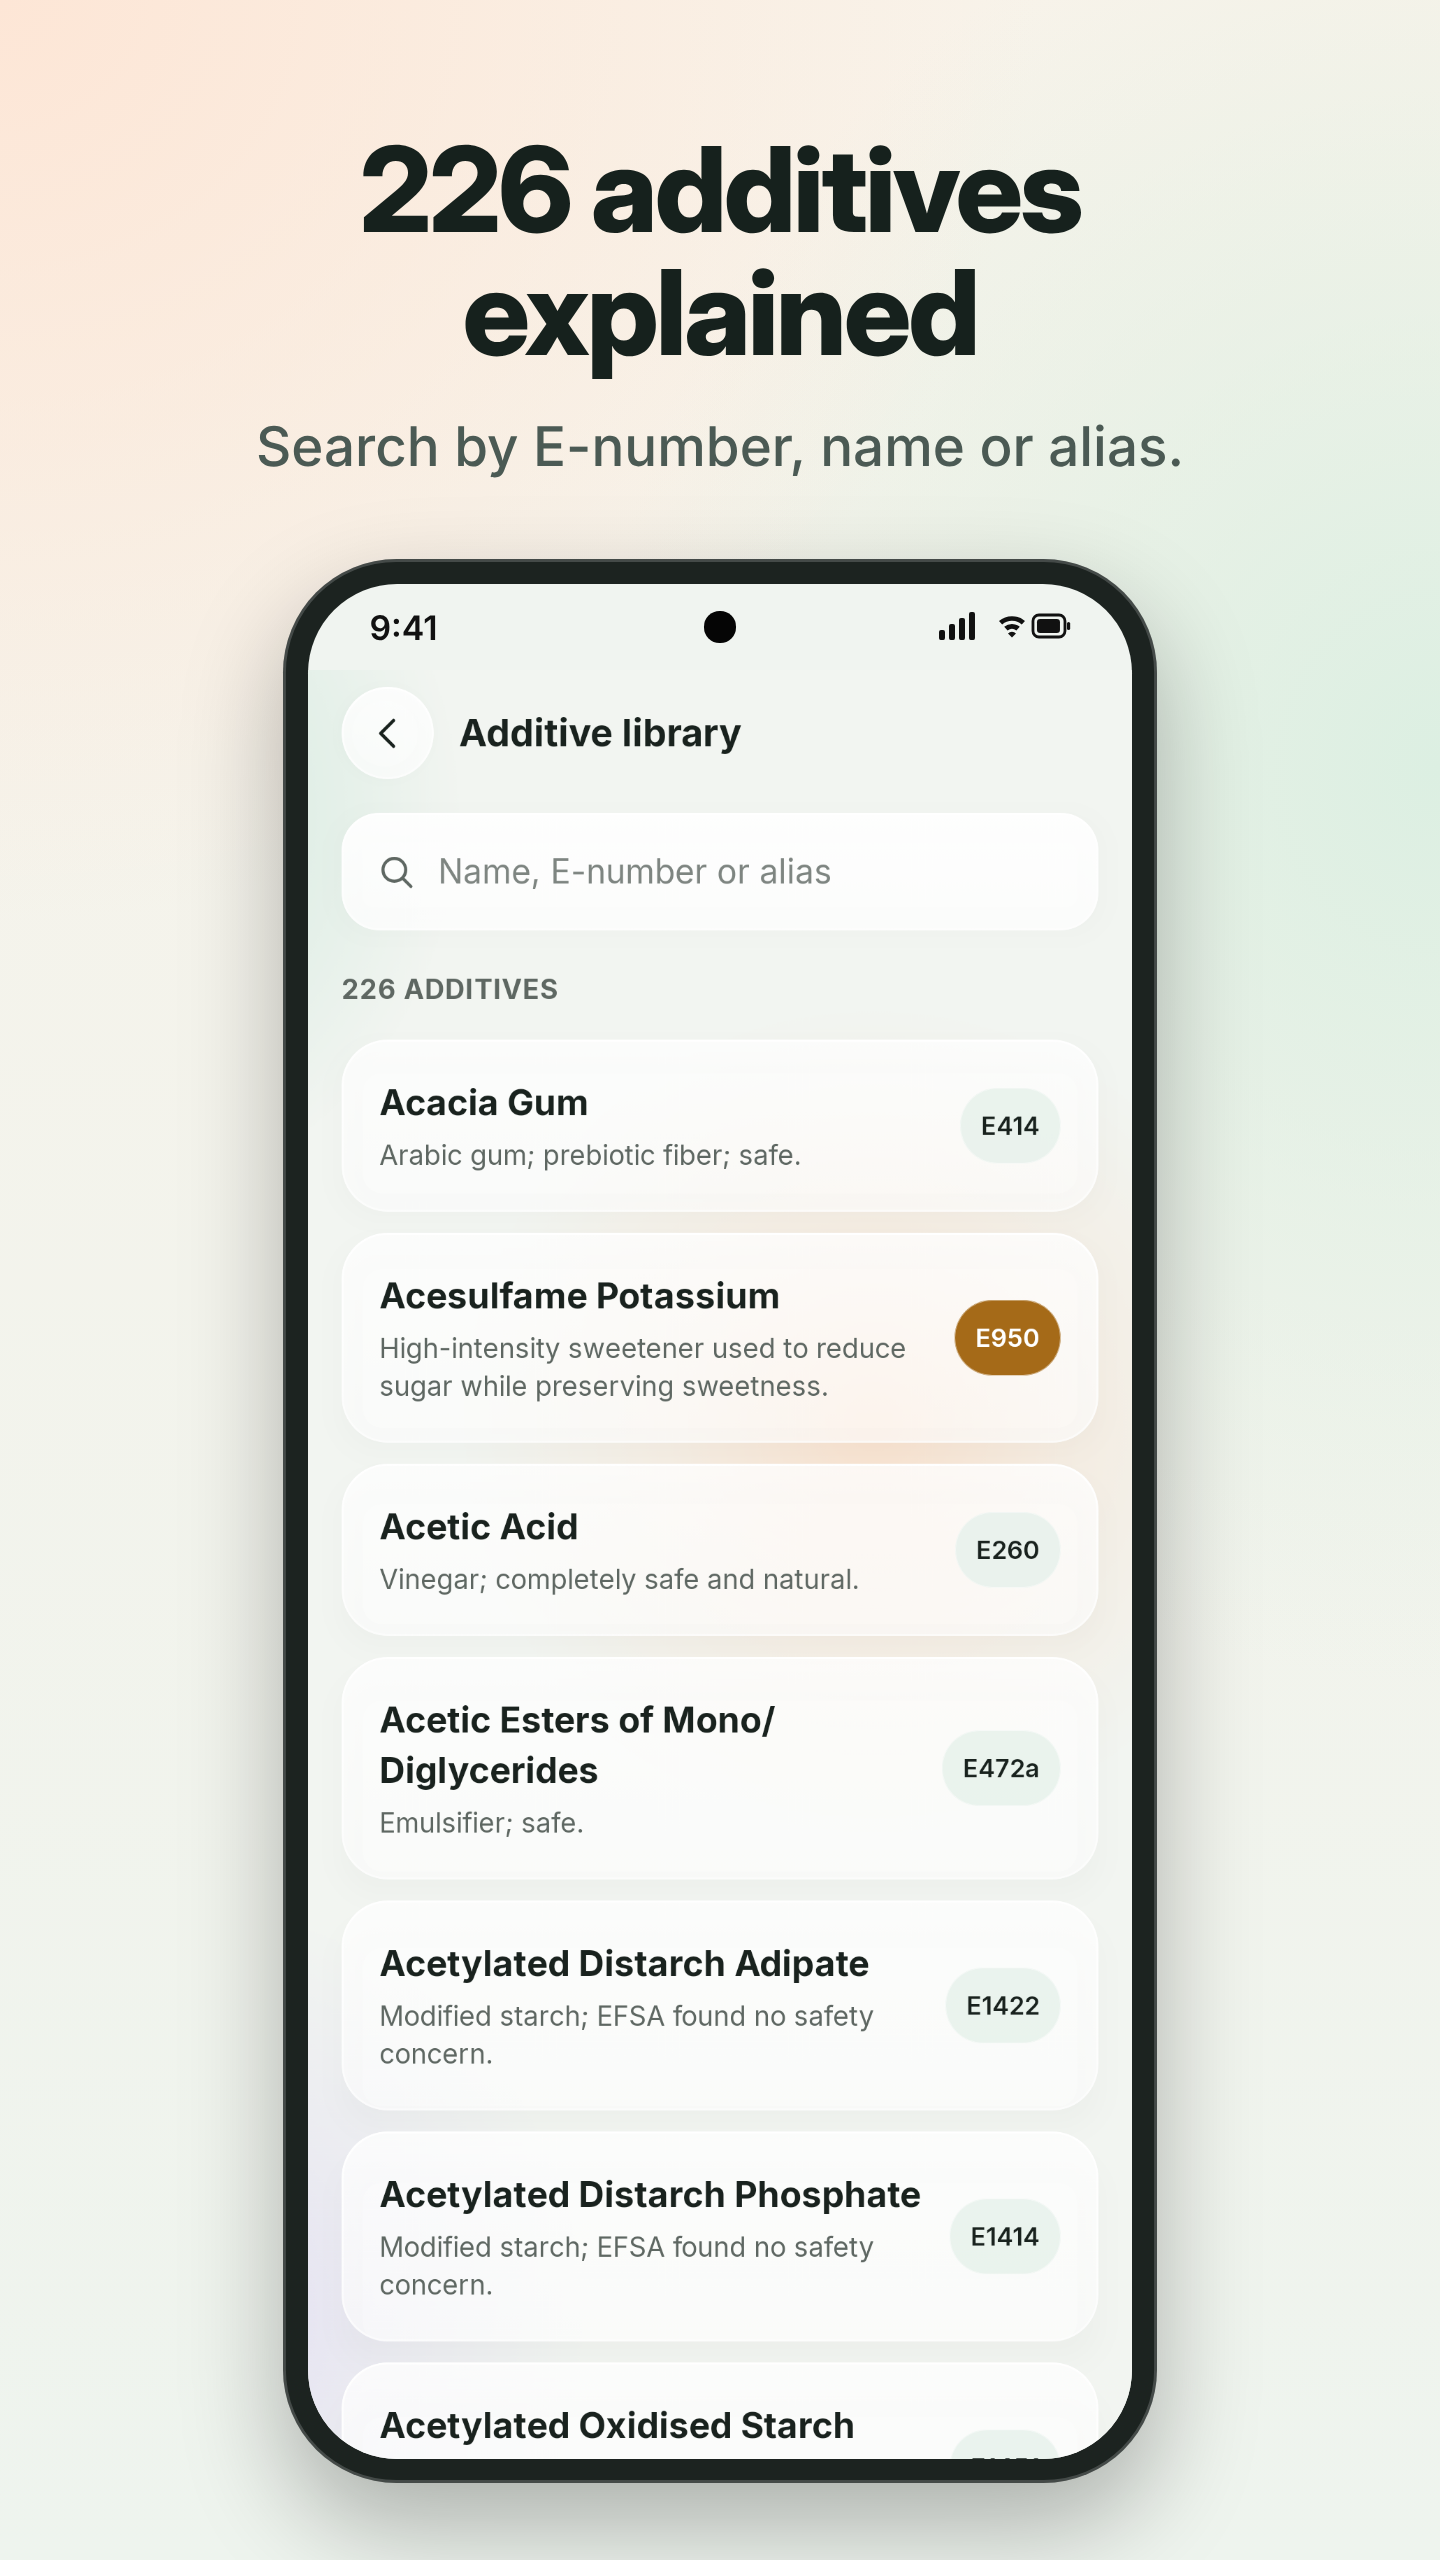 226 additives
explained
Search by E-number, name or alias.
9:41
Additive library
Name, E-number or alias
226 ADDITIVES
Acacia Gum
Arabic gum; prebiotic fiber; safe.
E414
Acesulfame Potassium
High-intensity sweetener used to reduce
sugar while preserving sweetness.
E950
Acetic Acid
Vinegar; completely safe and natural.
E260
Acetic Esters of Mono/
Diglycerides
Emulsifier; safe.
E472a
Acetylated Distarch Adipate
Modified starch; EFSA found no safety
concern.
E1422
Acetylated Distarch Phosphate
Modified starch; EFSA found no safety
concern.
E1414
Acetylated Oxidised Starch